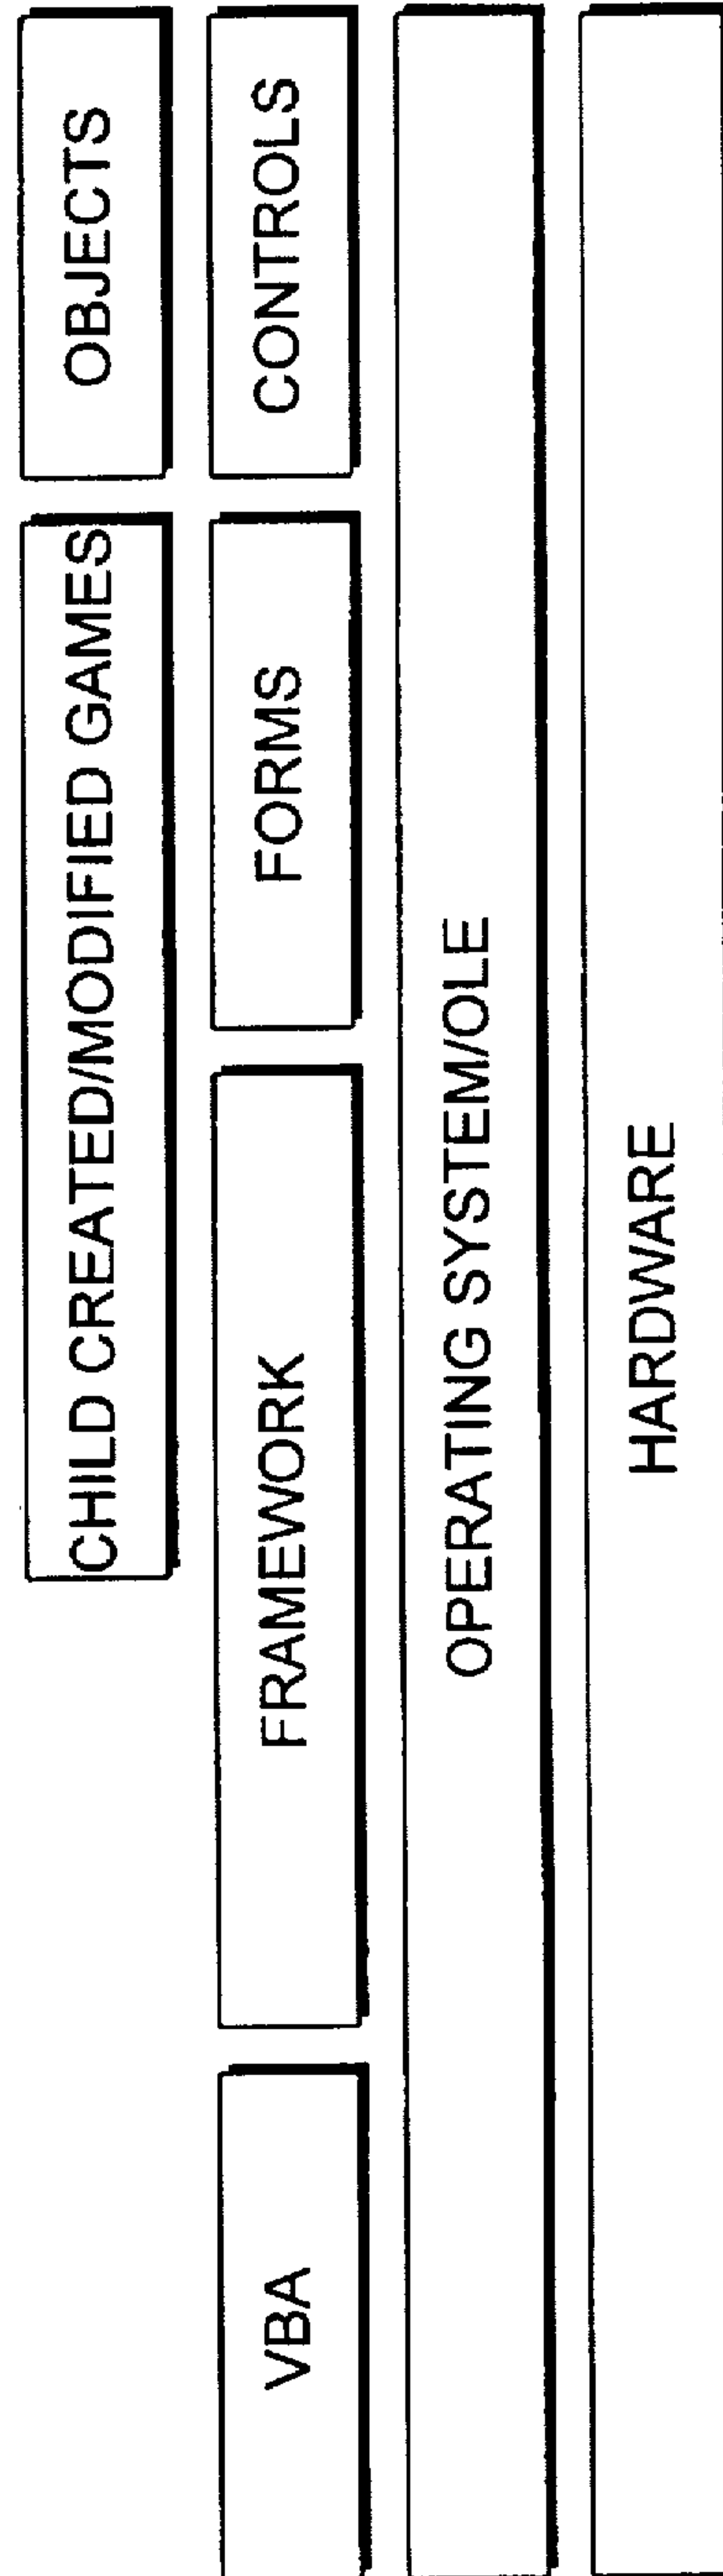 CHILD CREATED/MODIFIED GAMES
OBJECTS
VBA
FRAMEWORK
FORMS
CONTROLS
OPERATING SYSTEM/OLE
HARDWARE